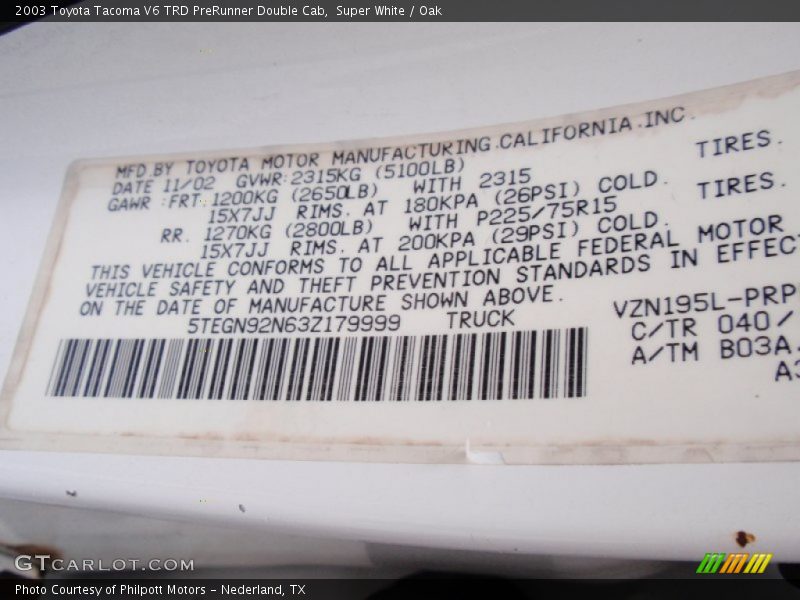 2003 Toyota Tacoma V6 TRD PreRunner Double Cab,  Super White / Oak
MFD.BY TOYOTA MOTOR MANUFACTURING.CALIFORNIA.INC.
DATE 11/02 GVWR:2315KG (5100LB)
GAWR :FRT.1200KG (2650LB) WITH 2315 TIRES.
15X7JJ RIMS. AT 180KPA (26PSI) COLD.
RR. 1270KG (2800LB) WITH P225/75R15 TIRES.
15X7JJ RIMS. AT 200KPA (29PSI) COLD.
THIS VEHICLE CONFORMS TO ALL APPLICABLE FEDERAL MOTOR
VEHICLE SAFETY AND THEFT PREVENTION STANDARDS IN EFFEC
ON THE DATE OF MANUFACTURE SHOWN ABOVE.
5TEGN92N63Z179999 TRUCK
VZN195L-PRP
C/TR 040/
A/TM B03A
A3
GTCARLOT.COM
Photo Courtesy of Philpott Motors - Nederland, TX